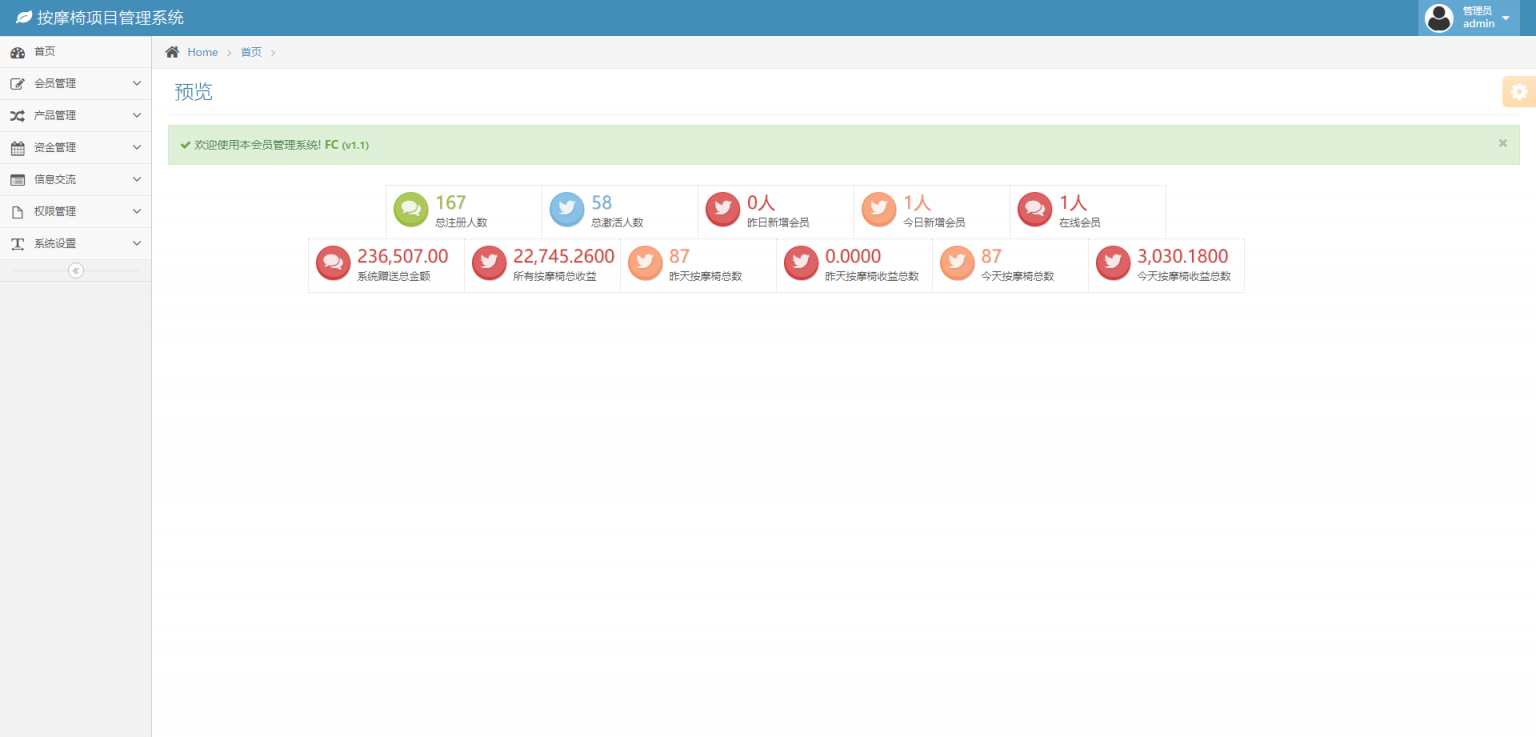 按摩椅项目管理系统
管理员
admin
首页
会员管理
产品管理
资金管理
信息交流
权限管理
系统设置
Home
首页
预览
欢迎使用本会员管理系统! FC (v1.1)
167
总注册人数
58
总激活人数
0人
昨日新增会员
1人
今日新增会员
1人
在线会员
236,507.00
系统赠送总金额
22,745.2600
所有按摩椅总收益
87
昨天按摩椅总数
0.0000
昨天按摩椅收益总数
87
今天按摩椅总数
3,030.1800
今天按摩椅收益总数